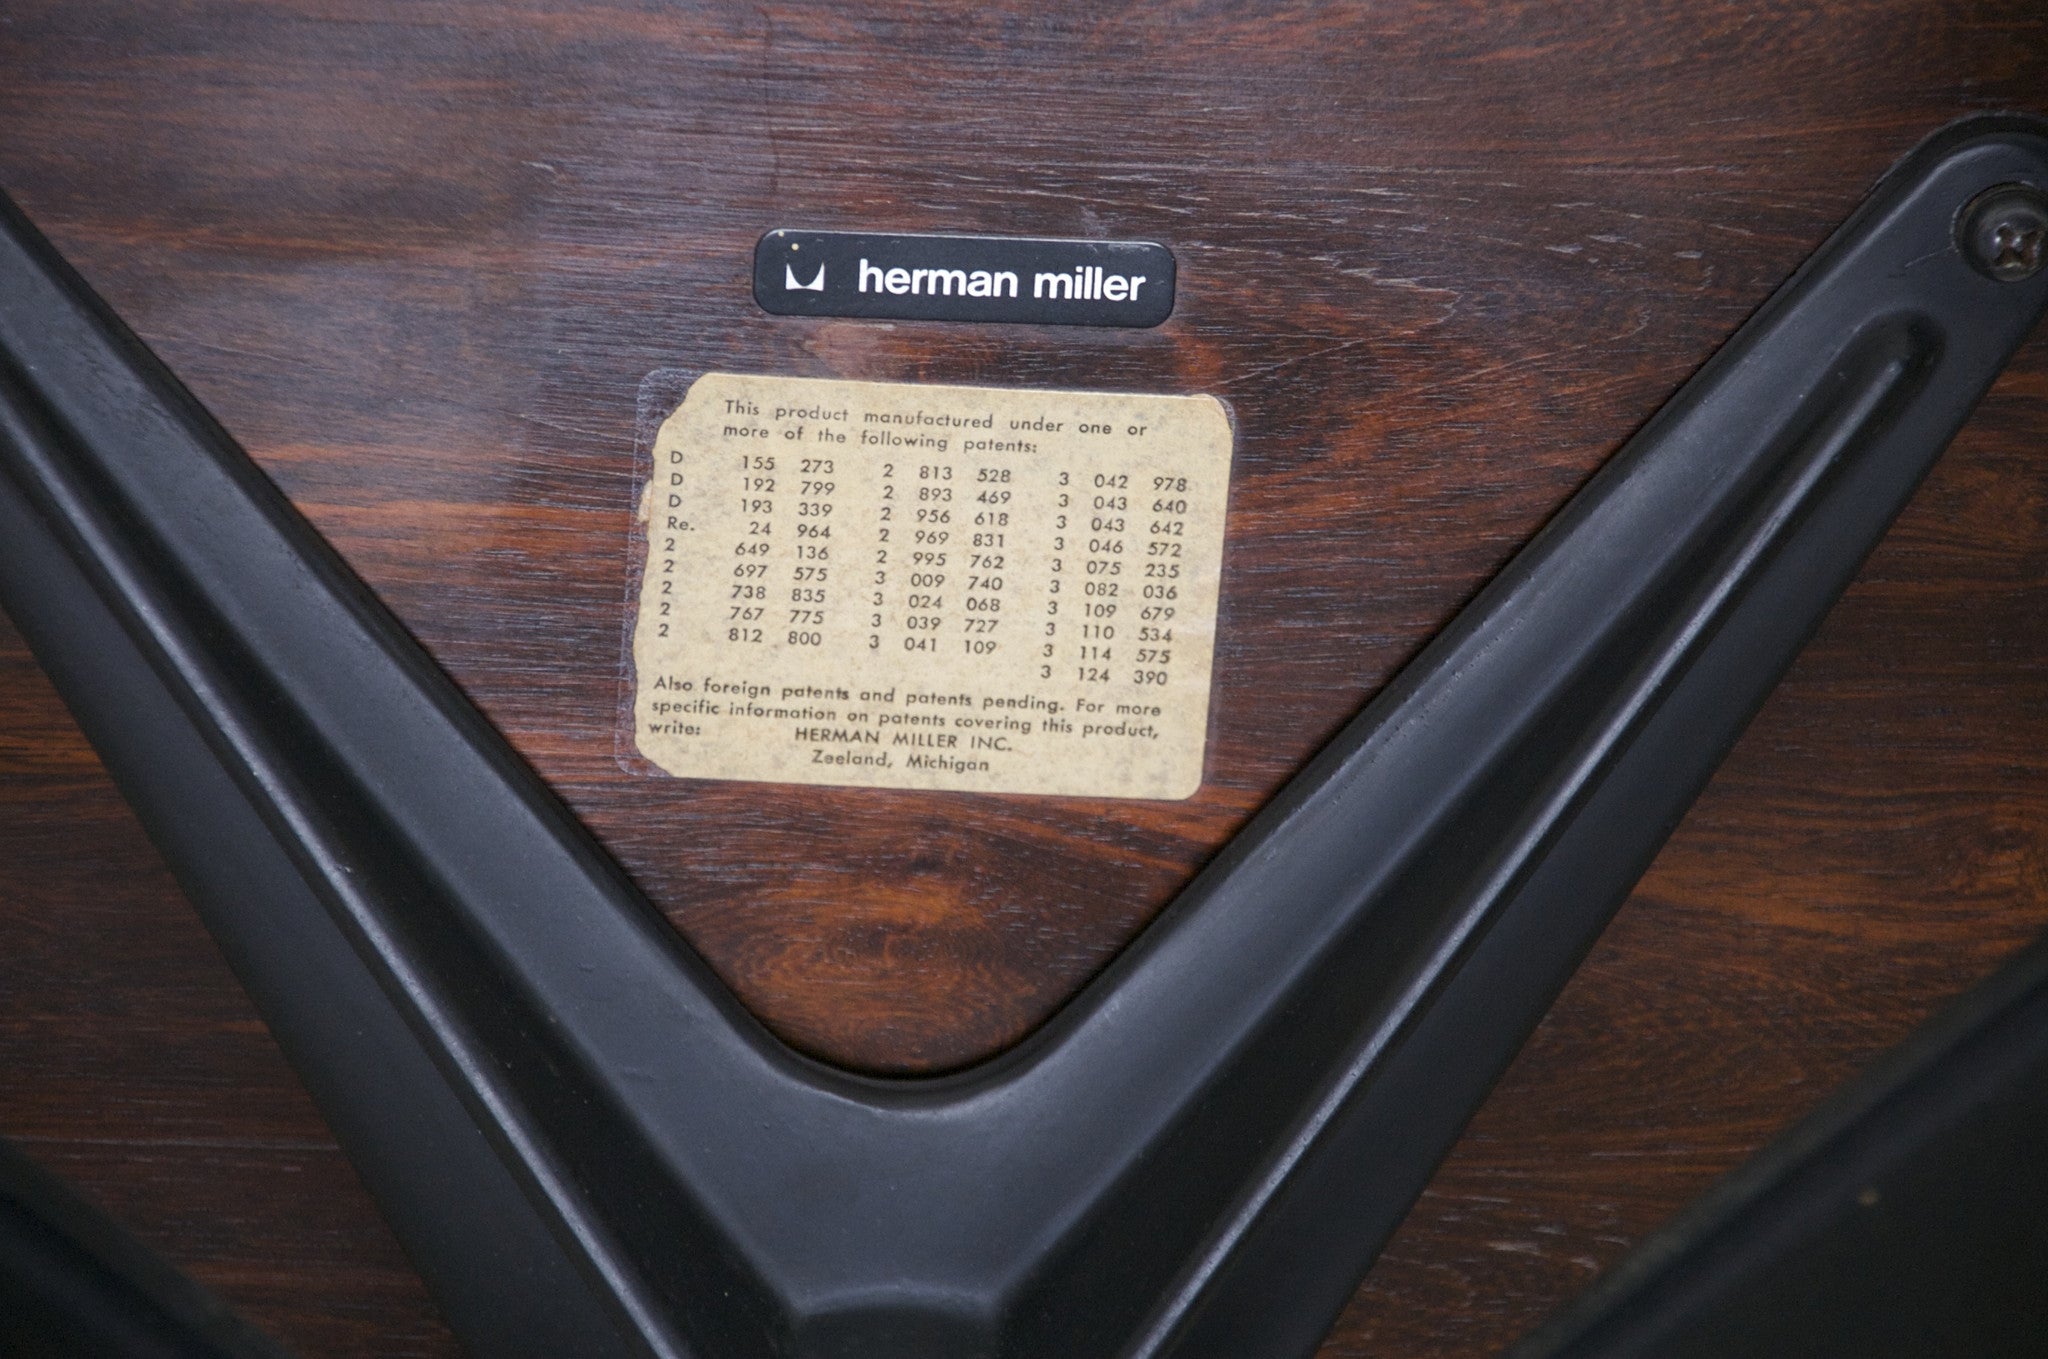 herman miller
This product manufactured under one or
more of the following patents:
D 155 273 2 813 528 3 042 978
D 192 799 2 893 469 3 043 640
D 193 339 2 956 618 3 043 642
Re. 24 964 2 969 831 3 046 572
2 649 136 2 995 762 3 075 235
2 697 575 3 009 740 3 082 036
2 738 835 3 024 068 3 109 679
2 767 775 3 039 727 3 110 534
2 812 800 3 041 109 3 114 575
3 124 390
Also foreign patents and patents pending. For more
specific information on patents covering this product,
write: HERMAN MILLER INC.
Zeeland, Michigan